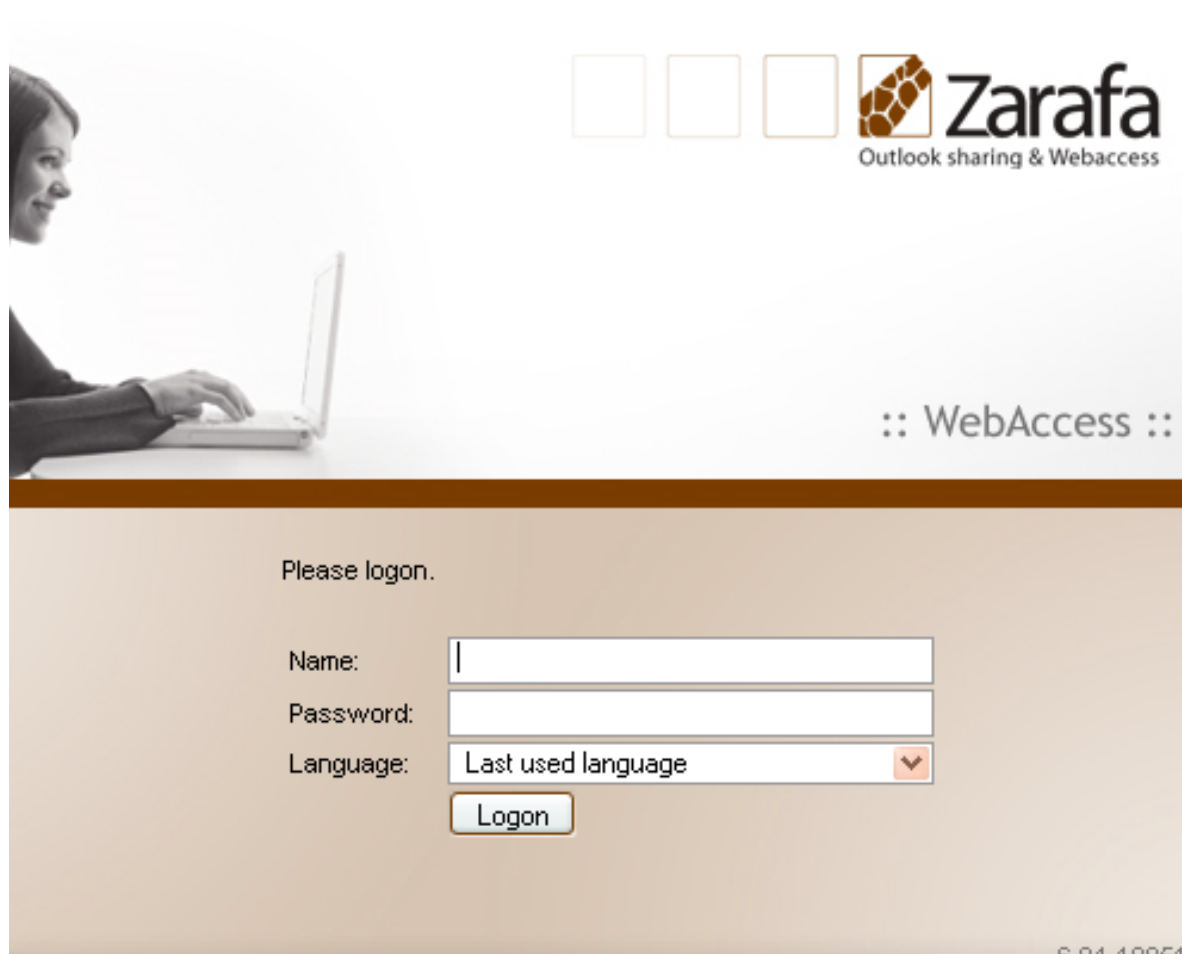 Zarafa
Outlook sharing & Webaccess
:: WebAccess ::
Please logon.
Name:
Password:
Language: Last used language
Logon